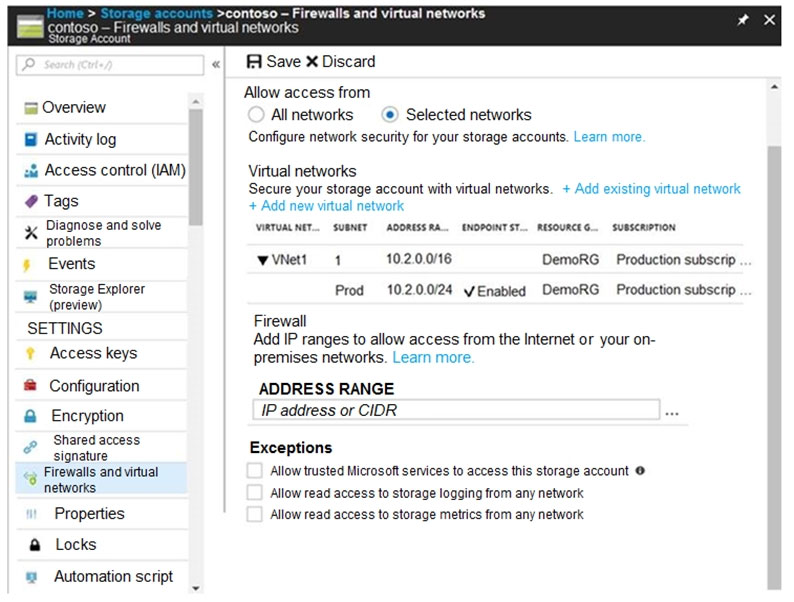 Home > Storage accounts >contoso – Firewalls and virtual networks
contoso – Firewalls and virtual networks
Storage Account
Search (Ctrl+/)
«
Overview
Activity log
Access control (IAM)
Tags
Diagnose and solve
problems
Events
Storage Explorer
(preview)
SETTINGS
Access keys
Configuration
Encryption
Shared access
signature
Firewalls and virtual
networks
Properties
Locks
Automation script
Save Discard
Allow access from
All networks Selected networks
Configure network security for your storage accounts. Learn more.
Virtual networks
Secure your storage account with virtual networks. + Add existing virtual network
+ Add new virtual network
VIRTUAL NET... SUBNET ADDRESS RA... ENDPOINT ST... RESOURCE G... SUBSCRIPTION
VNet1 1 10.2.0.0/16 DemoRG Production subscrip ...
Prod 10.2.0.0/24 Enabled DemoRG Production subscrip ...
Firewall
Add IP ranges to allow access from the Internet or your on-
premises networks. Learn more.
ADDRESS RANGE
IP address or CIDR ...
Exceptions
Allow trusted Microsoft services to access this storage account
Allow read access to storage logging from any network
Allow read access to storage metrics from any network